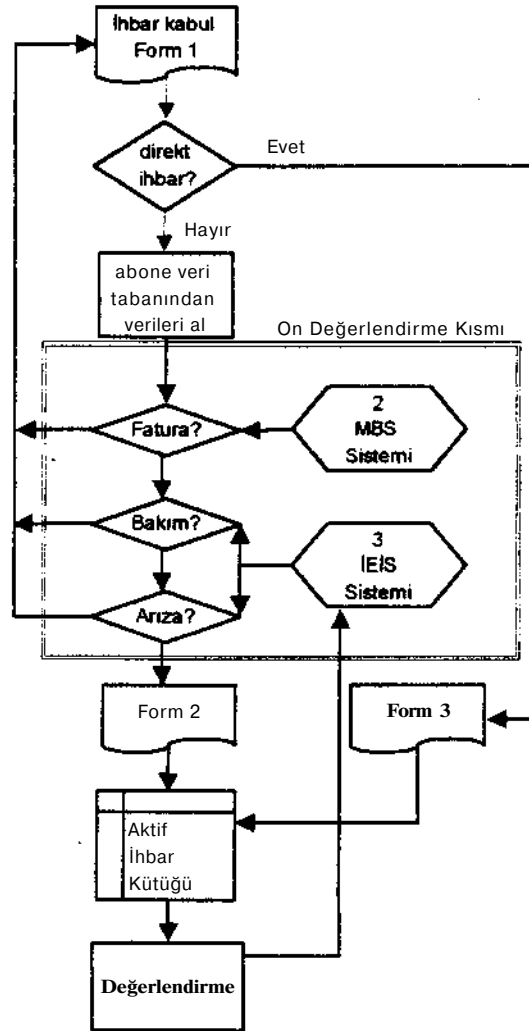 İhbar kabul
Form 1
direkt
ihbar?
Evet
Hayır
abone veri
tabanından
verileri al
On Değerlendirme Kısmı
Fatura?
2
MBS
Sistemi
Bakım?
3
İEİS
Sistemi
Arıza?
Form 2
Form 3
Aktif
İhbar
Kütüğü
Değerlendirme